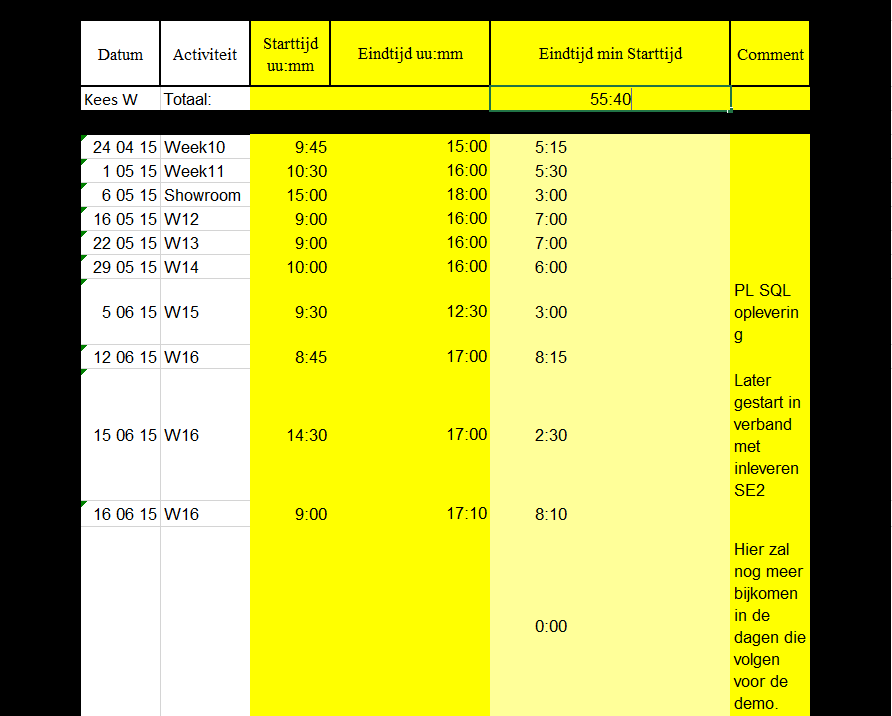 Datum Activiteit Starttijd uu:mm Eindtijd uu:mm Eindtijd min Starttijd Comment
Kees W Totaal: 55:40
24 04 15 Week10 9:45 15:00 5:15
1 05 15 Week11 10:30 16:00 5:30
6 05 15 Showroom 15:00 18:00 3:00
16 05 15 W12 9:00 16:00 7:00
22 05 15 W13 9:00 16:00 7:00
29 05 15 W14 10:00 16:00 6:00
5 06 15 W15 9:30 12:30 3:00
PL SQL
opleverin
g
12 06 15 W16 8:45 17:00 8:15
15 06 15 W16 14:30 17:00 2:30
Later
gestart in
verband
met
inleveren
SE2
16 06 15 W16 9:00 17:10 8:10
0:00
Hier zal
nog meer
bijkomen
in de
dagen die
volgen
voor de
demo.